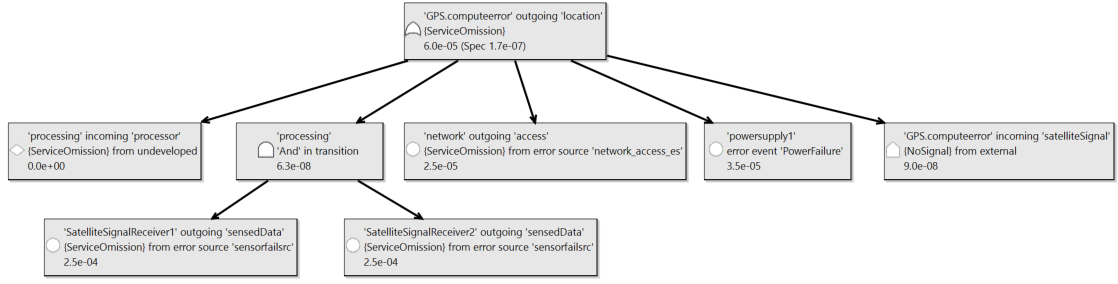 'GPS.computeerror' outgoing 'location'
{ServiceOmission}
6.0e-05 (Spec 1.7e-07)
'processing' incoming 'processor'
{ServiceOmission} from undeveloped
0.0e+00
'processing'
'And' in transition
6.3e-08
'network' outgoing 'access'
{ServiceOmission} from error source 'network_access_es'
2.5e-05
'powersupply1'
error event 'PowerFailure'
3.5e-05
'GPS.computeerror' incoming 'satelliteSignal'
{NoSignal} from external
9.0e-08
'SatelliteSignalReceiver1' outgoing 'sensedData'
{ServiceOmission} from error source 'sensorfailsrc'
2.5e-04
'SatelliteSignalReceiver2' outgoing 'sensedData'
{ServiceOmission} from error source 'sensorfailsrc'
2.5e-04